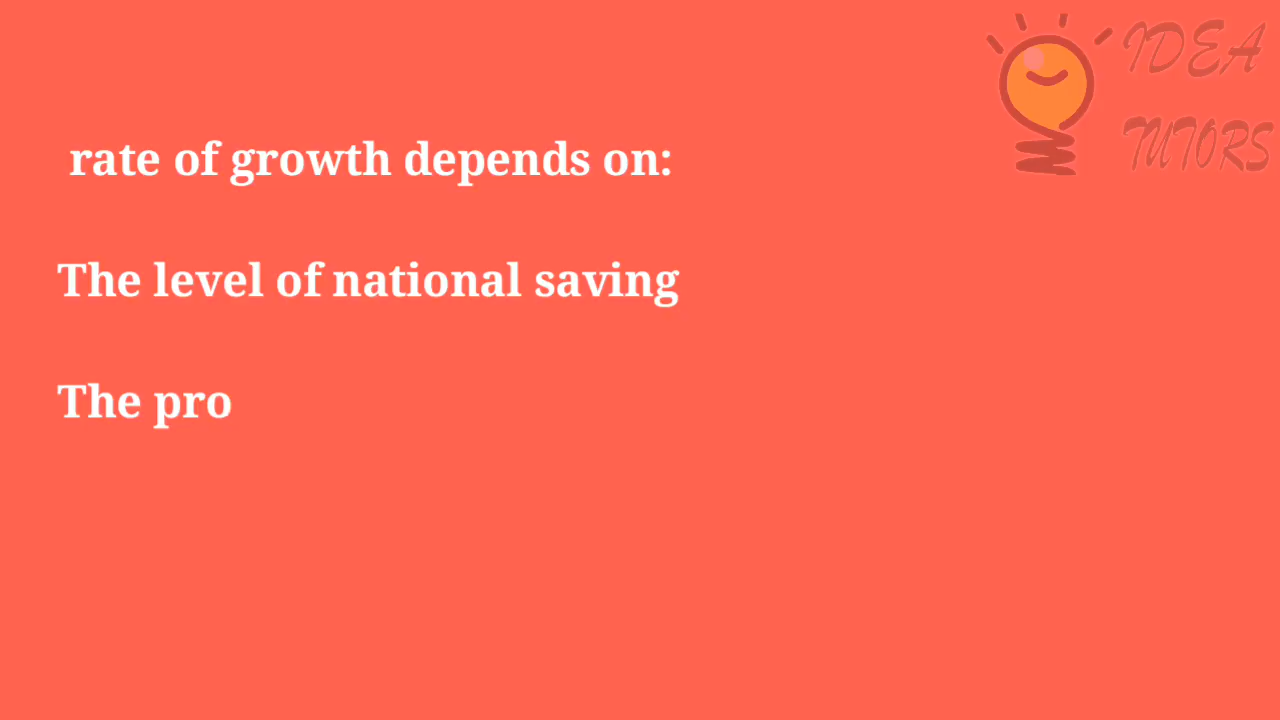 IDEA
TUTORS
rate of growth depends on:
The level of national saving
The pro